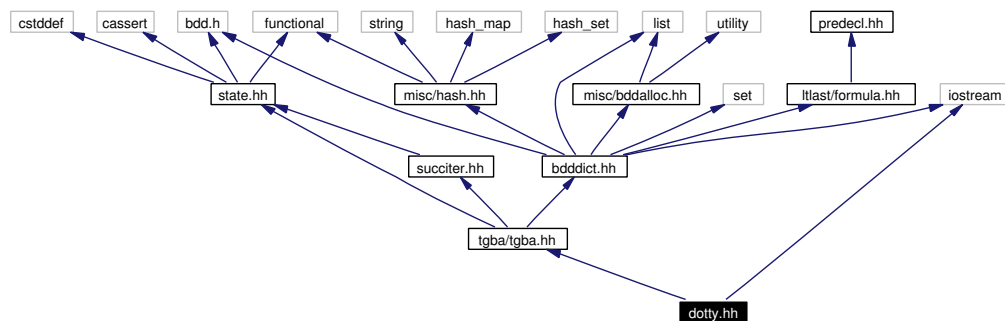 cstddef
cassert
bdd.h
functional
string
hash_map
hash_set
list
utility
predecl.hh
state.hh
misc/hash.hh
misc/bddalloc.hh
set
ltlast/formula.hh
iostream
succiter.hh
bdddict.hh
tgba/tgba.hh
dotty.hh